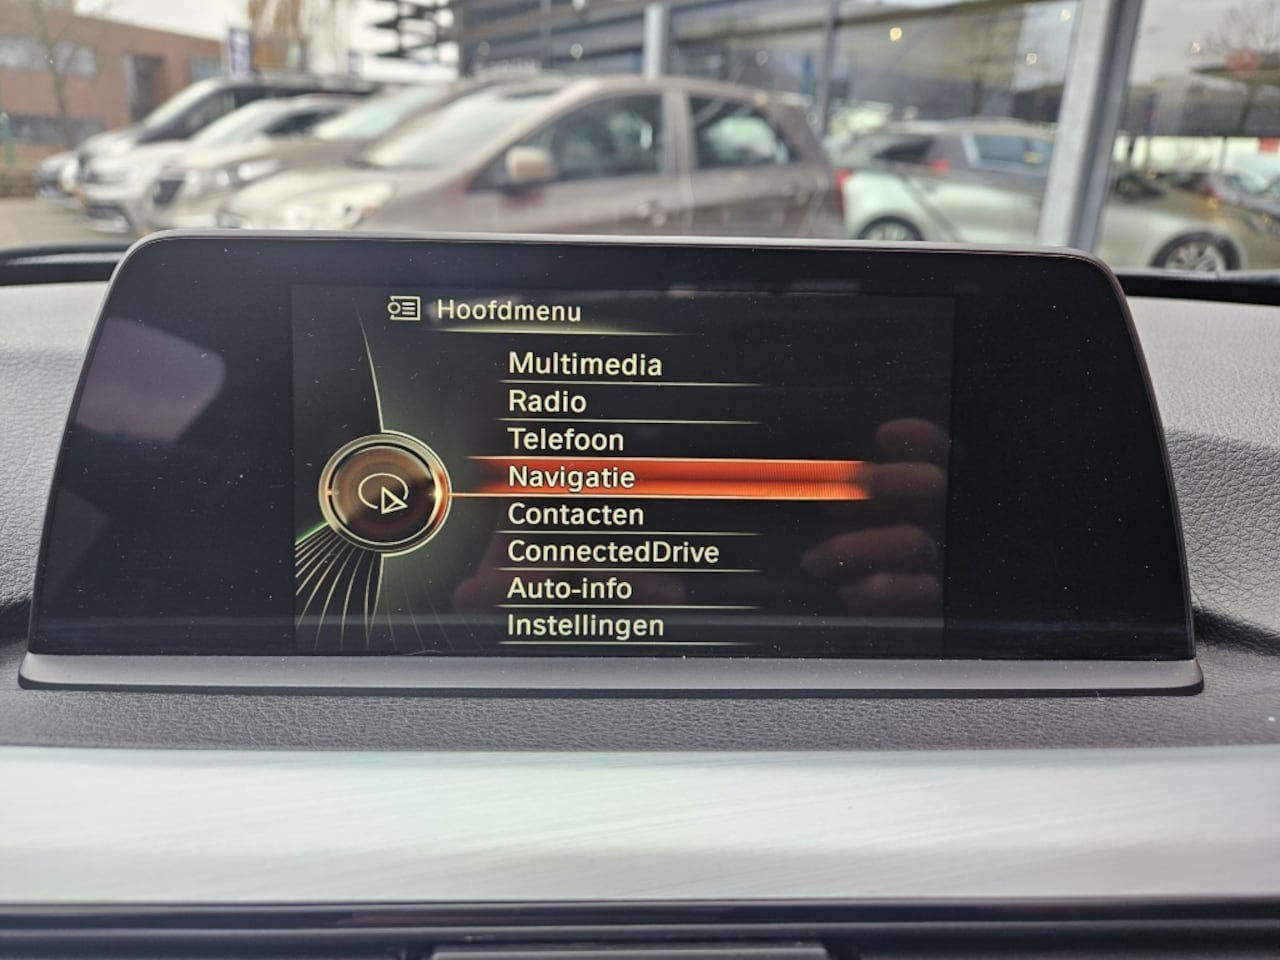 Hoofdmenu
Multimedia
Radio
Telefoon
Navigatie
Contacten
ConnectedDrive
Auto-info
Instellingen